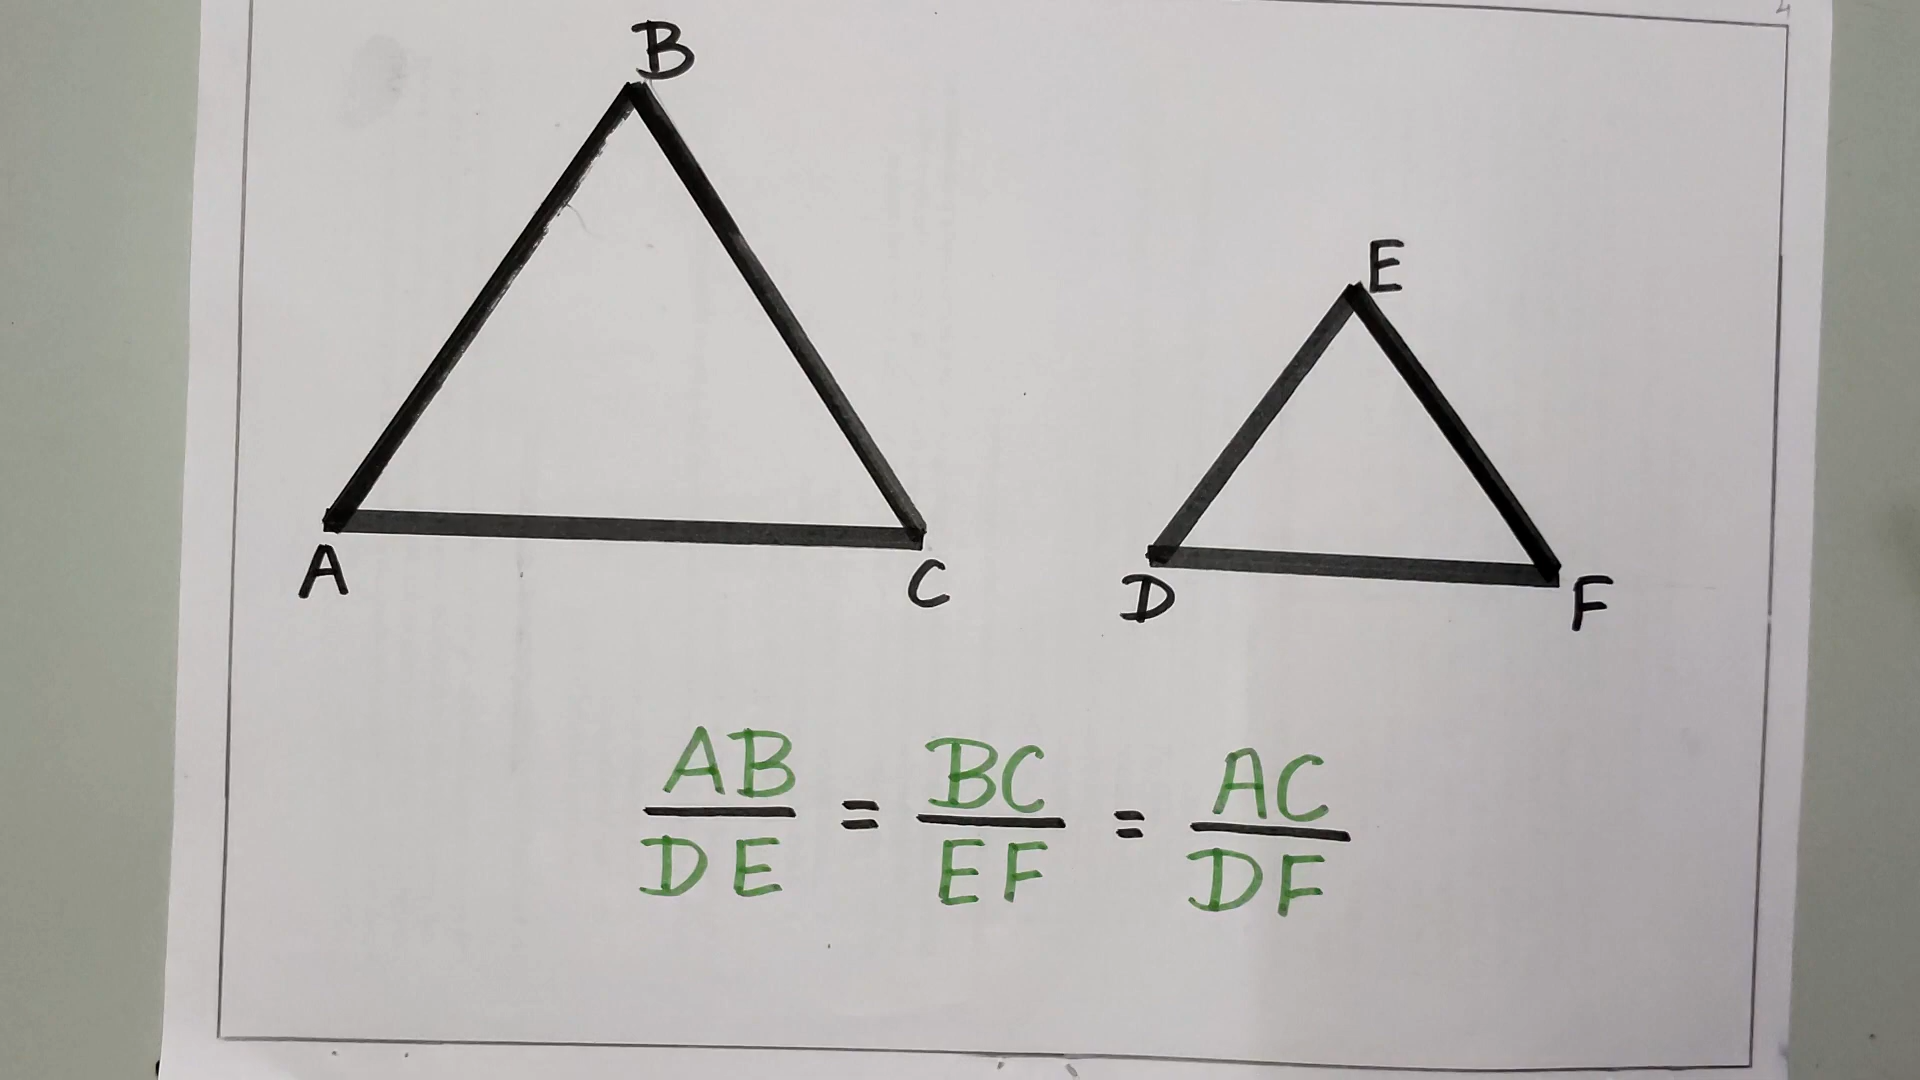 B
E
A
C
D
F
AB/DE = BC/EF = AC/DF